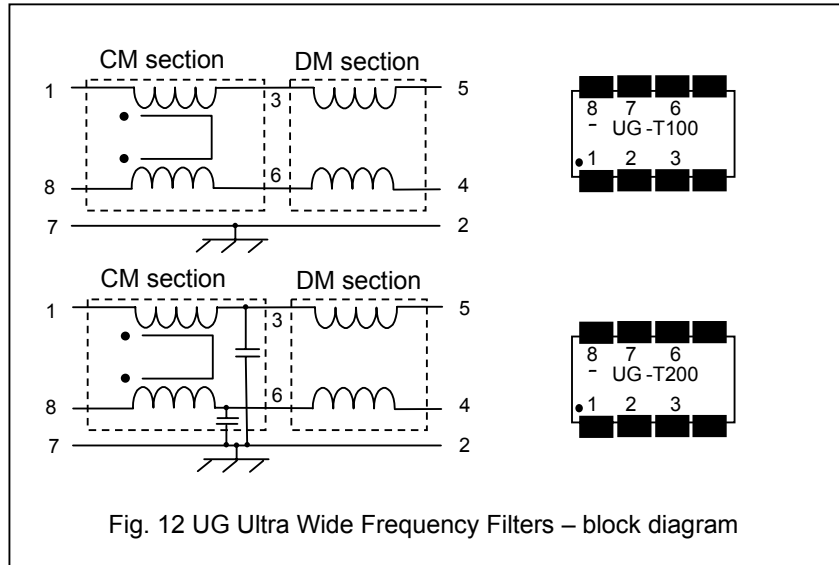 CM section DM section
1 3 5
8 6 4
7 2
8 7 6
- UG -T100
1 2 3
CM section DM section
1 3 5
8 6 4
7 2
8 7 6
- UG -T200
1 2 3
Fig. 12 UG Ultra Wide Frequency Filters – block diagram